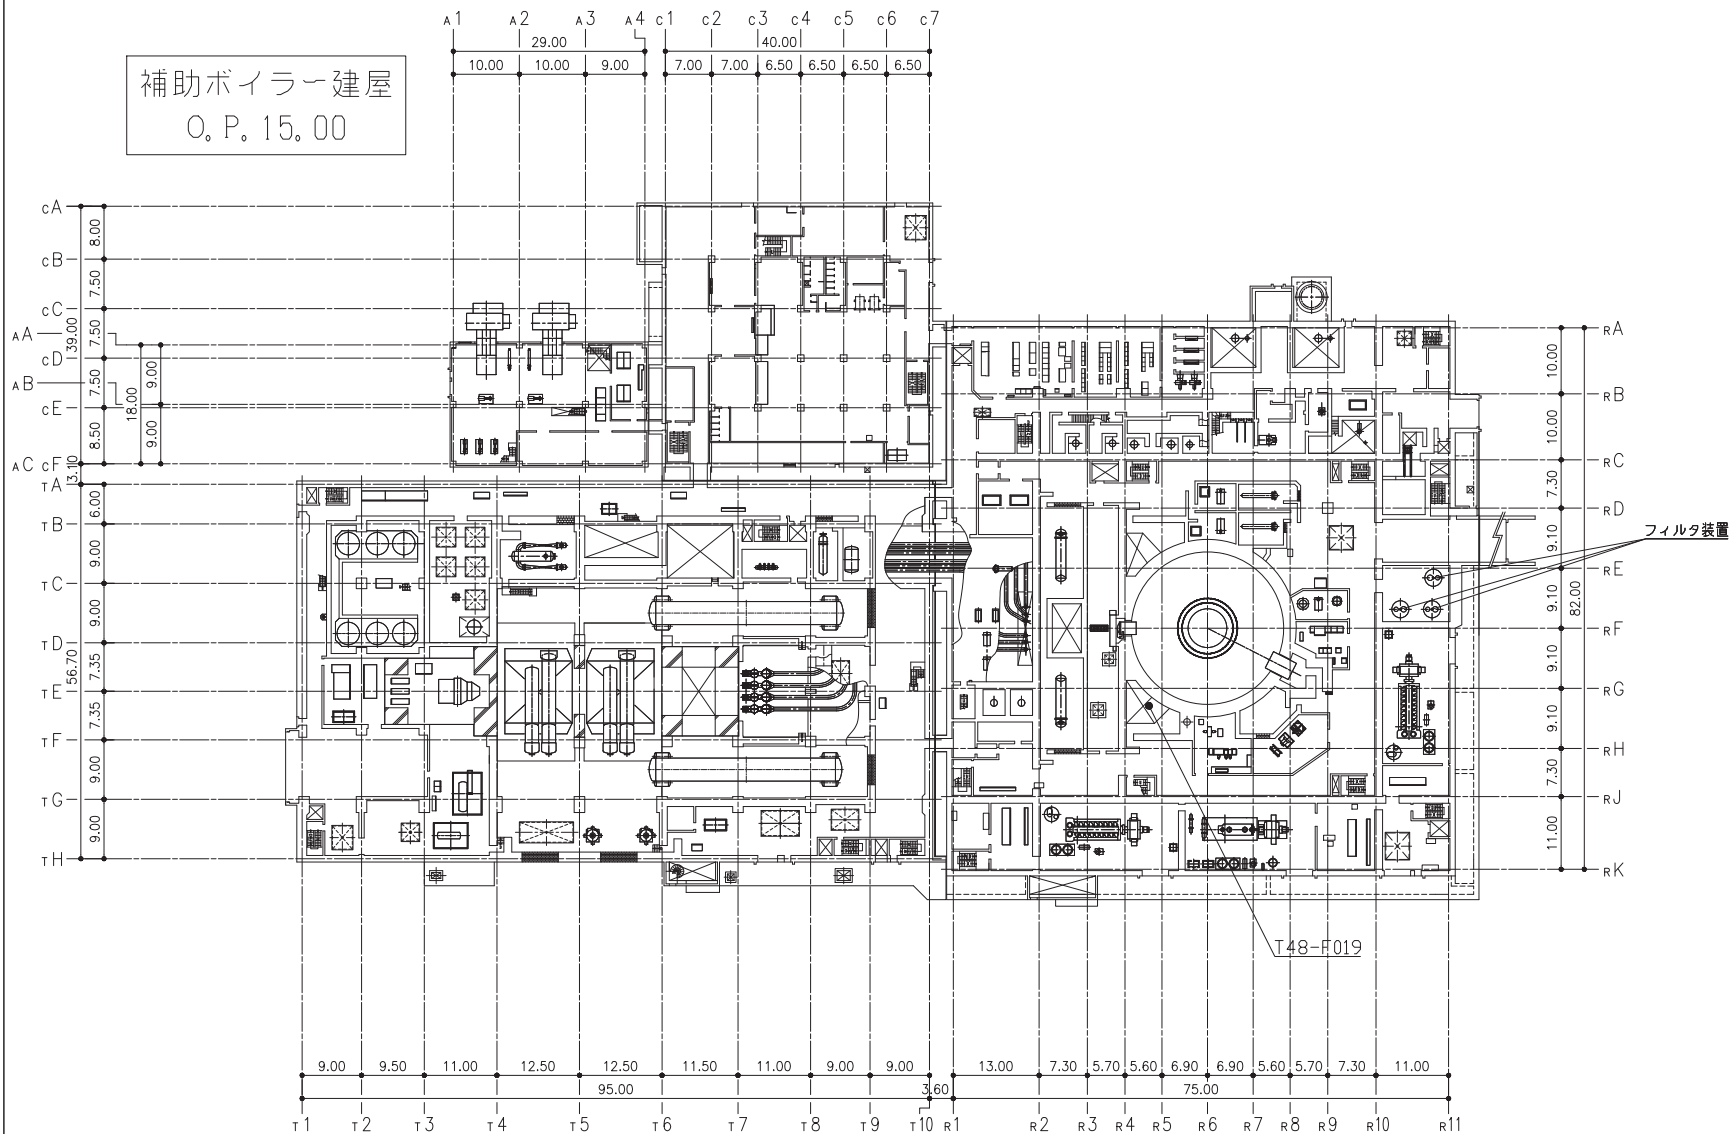 A1 A2 A3 A4 c1 c2 c3 c4 c5 c6 c7
29.00 40.00
10.00 10.00 9.00 7.00 7.00 6.50 6.50 6.50 6.50
補助ボイラー建屋
O.P.15.00
cA
8.00
cB
7.50
cC
AA
39.00
7.50
cD
AB
7.50
9.00
18.00
cE
8.50
9.00
AC cF
3.10
TA
6.00
TB
9.00
TC
9.00
TD
56.70
7.35
TE
7.35
TF
9.00
TG
9.00
TH
RA
10.00
RB
10.00
RC
7.30
RD
9.10
フィルタ装置
RE
9.10
82.00
RF
9.10
RG
9.10
RH
7.30
RJ
11.00
RK
T48-F019
9.00 9.50 11.00 12.50 12.50 11.50 11.00 9.00 9.00 13.00 7.30 5.70 5.60 6.90 6.90 5.60 5.70 7.30 11.00
95.00 3.60 75.00
T1 T2 T3 T4 T5 T6 T7 T8 T9 T10 R1 R2 R3 R4 R5 R6 R7 R8 R9 R10 R11